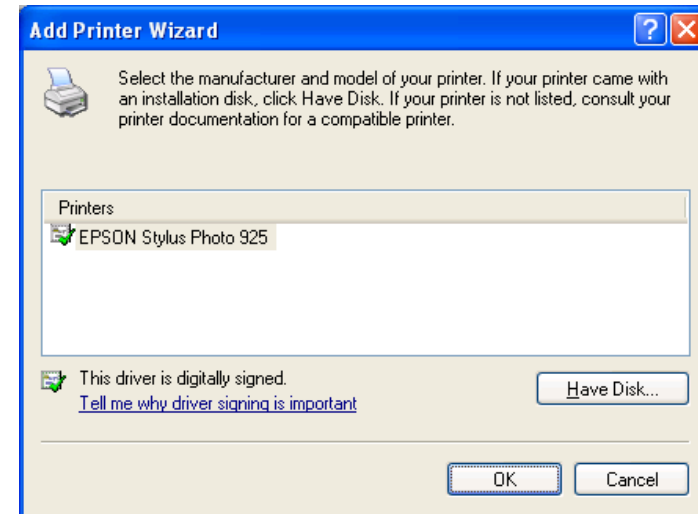 Add Printer Wizard
Select the manufacturer and model of your printer. If your printer came with
an installation disk, click Have Disk. If your printer is not listed, consult your
printer documentation for a compatible printer.
Printers
EPSON Stylus Photo 925
This driver is digitally signed.
Have Disk...
Tell me why driver signing is important
OK
Cancel